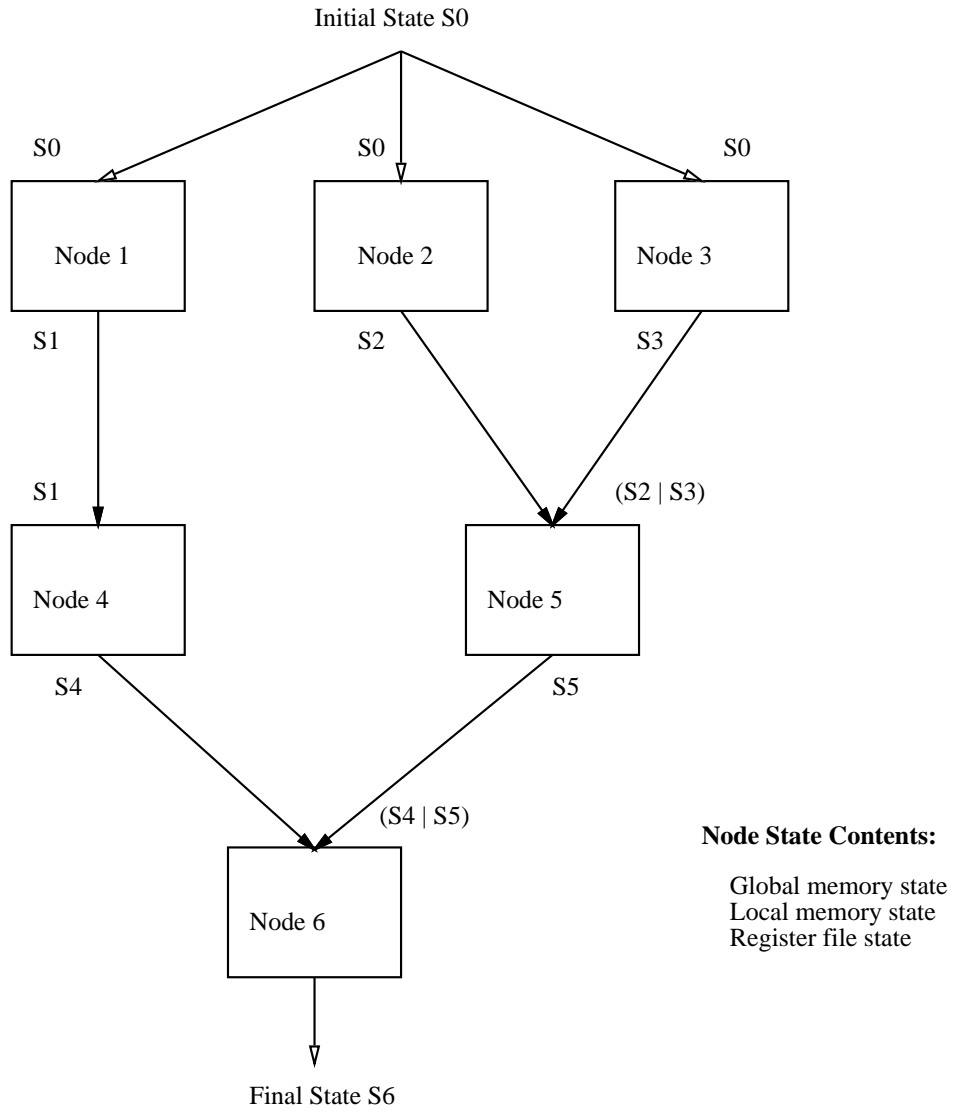 Initial State S0
S0
S0
S0
Node 1
Node 2
Node 3
S1
S2
S3
S1
(S2 | S3)
Node 4
Node 5
S4
S5
(S4 | S5)
Node State Contents:
Global memory state
Local memory state
Register file state
Node 6
Final State S6